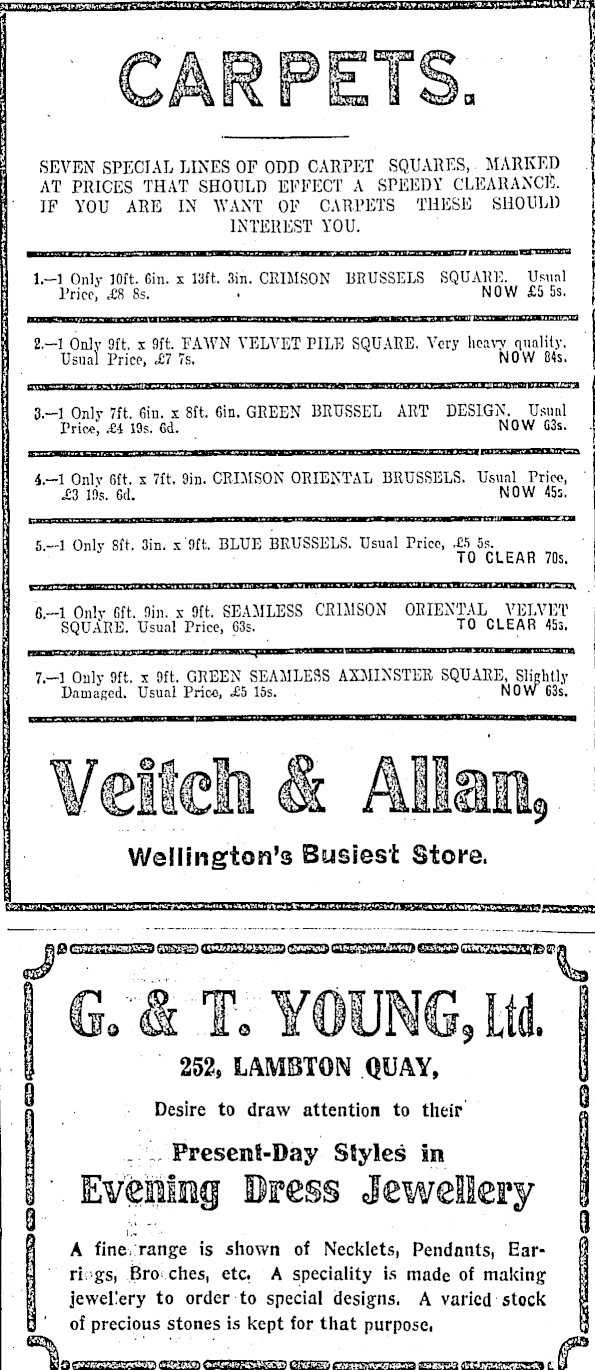 CARPETS.
SEVEN SPECIAL LINES OF ODD CARPET SQUARES, MARKED
AT PRICES THAT SHOULD EFFECT A SPEEDY CLEARANCE.
IF YOU ARE IN WANT OF CARPETS THESE SHOULD
INTEREST YOU.
1.—1 Only 10ft. 6in. x 13ft. 3in. CRIMSON BRUSSELS SQUARE. Usual
Price, £8 8s. NOW £5 5s.
2.—1 Only 9ft. x 9ft. FAWN VELVET PILE SQUARE. Very heavy quality.
Usual Price, £7 7s. NOW 84s.
3.—1 Only 7ft. 6in. x 8ft. 6in. GREEN BRUSSEL ART DESIGN. Usual
Price, £4 19s. 6d. NOW 63s.
4.—1 Only 6ft. x 7ft. 9in. CRIMSON ORIENTAL BRUSSELS. Usual Price,
£3 19s. 6d. NOW 45s.
5.—1 Only 8ft. 3in. x 9ft. BLUE BRUSSELS. Usual Price, £5 5s.
TO CLEAR 70s.
6.—1 Only 6ft. 9in. x 9ft. SEAMLESS CRIMSON ORIENTAL VELVET
SQUARE. Usual Price, 63s. TO CLEAR 45s.
7.—1 Only 9ft. x 9ft. GREEN SEAMLESS AXMINSTER SQUARE, Slightly
Damaged. Usual Price, £5 15s. NOW 63s.
Veitch & Allan,
Wellington's Busiest Store.
G. & T. YOUNG, Ltd.
252, LAMBTON QUAY,
Desire to draw attention to their
Present-Day Styles in
Evening Dress Jewellery
A fine range is shown of Necklets, Pendants, Ear-
rings, Brooches, etc. A speciality is made of making
jewellery to order to special designs. A varied stock
of precious stones is kept for that purpose.